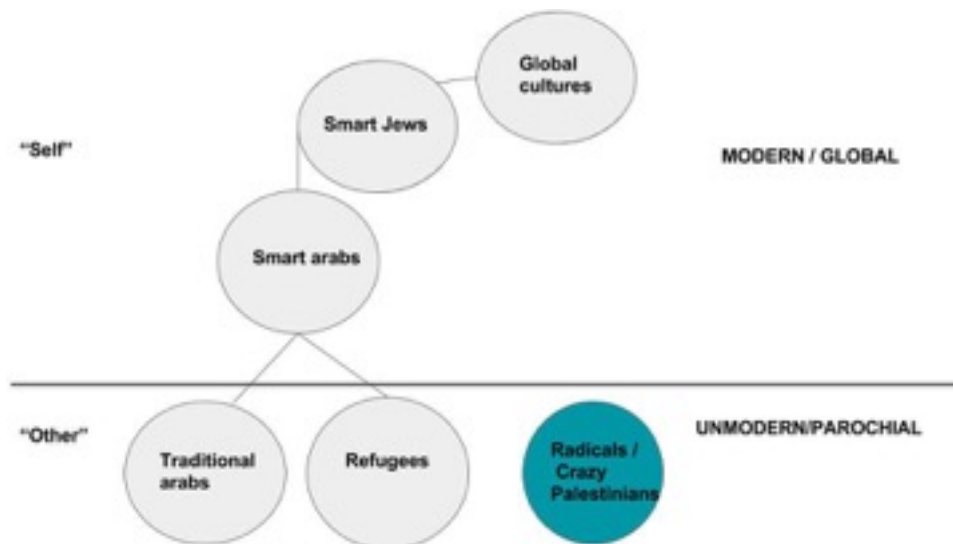 Global
cultures
Smart Jews
"Self"
MODERN / GLOBAL
Smart arabs
"Other"
UNMODERN/PAROCHIAL
Traditional
arabs
Refugees
Radicals /
Crazy
Palestinians